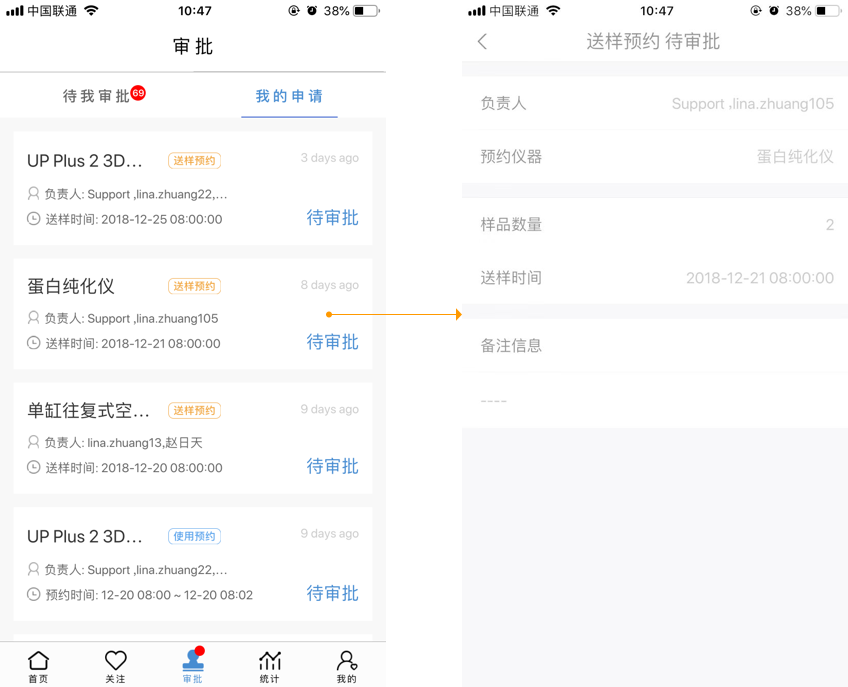 中国联通
10:47
38%
审批
待我审批
69
我的申请
UP Plus 2 3D...
送样预约
3 days ago
负责人: Support ,lina.zhuang22,...
送样时间: 2018-12-25 08:00:00
待审批
蛋白纯化仪
送样预约
8 days ago
负责人: Support ,lina.zhuang105
送样时间: 2018-12-21 08:00:00
待审批
单缸往复式空...
送样预约
9 days ago
负责人: lina.zhuang13,赵日天
送样时间: 2018-12-20 08:00:00
待审批
UP Plus 2 3D...
使用预约
9 days ago
负责人: Support ,lina.zhuang22,...
预约时间: 12-20 08:00 ~ 12-20 08:02
待审批
首页
关注
审批
统计
我的
中国联通
10:47
38%
送样预约 待审批
负责人
Support ,lina.zhuang105
预约仪器
蛋白纯化仪
样品数量
2
送样时间
2018-12-21 08:00:00
备注信息
----